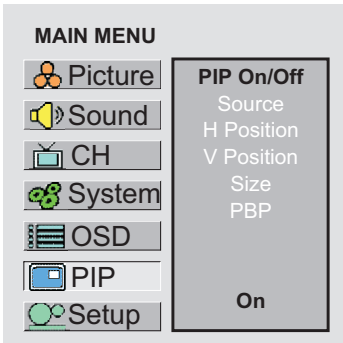 MAIN MENU
Picture
Sound
CH
System
OSD
PIP
Setup
PIP On/Off
Source
H Position
V Position
Size
PBP
On